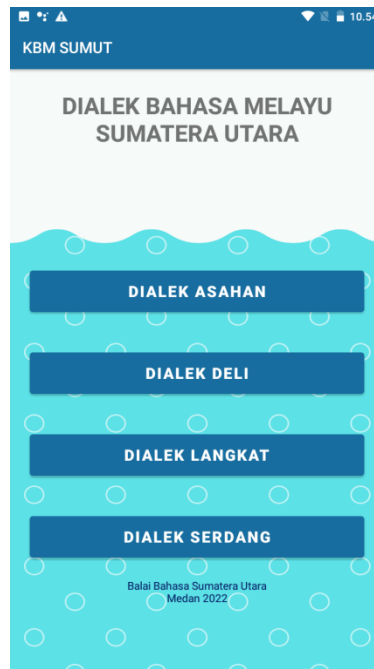 10.54
KBM SUMUT
DIALEK BAHASA MELAYU
SUMATERA UTARA
DIALEK ASAHAN
DIALEK DELI
DIALEK LANGKAT
DIALEK SERDANG
Balai Bahasa Sumatera Utara
Medan 2022